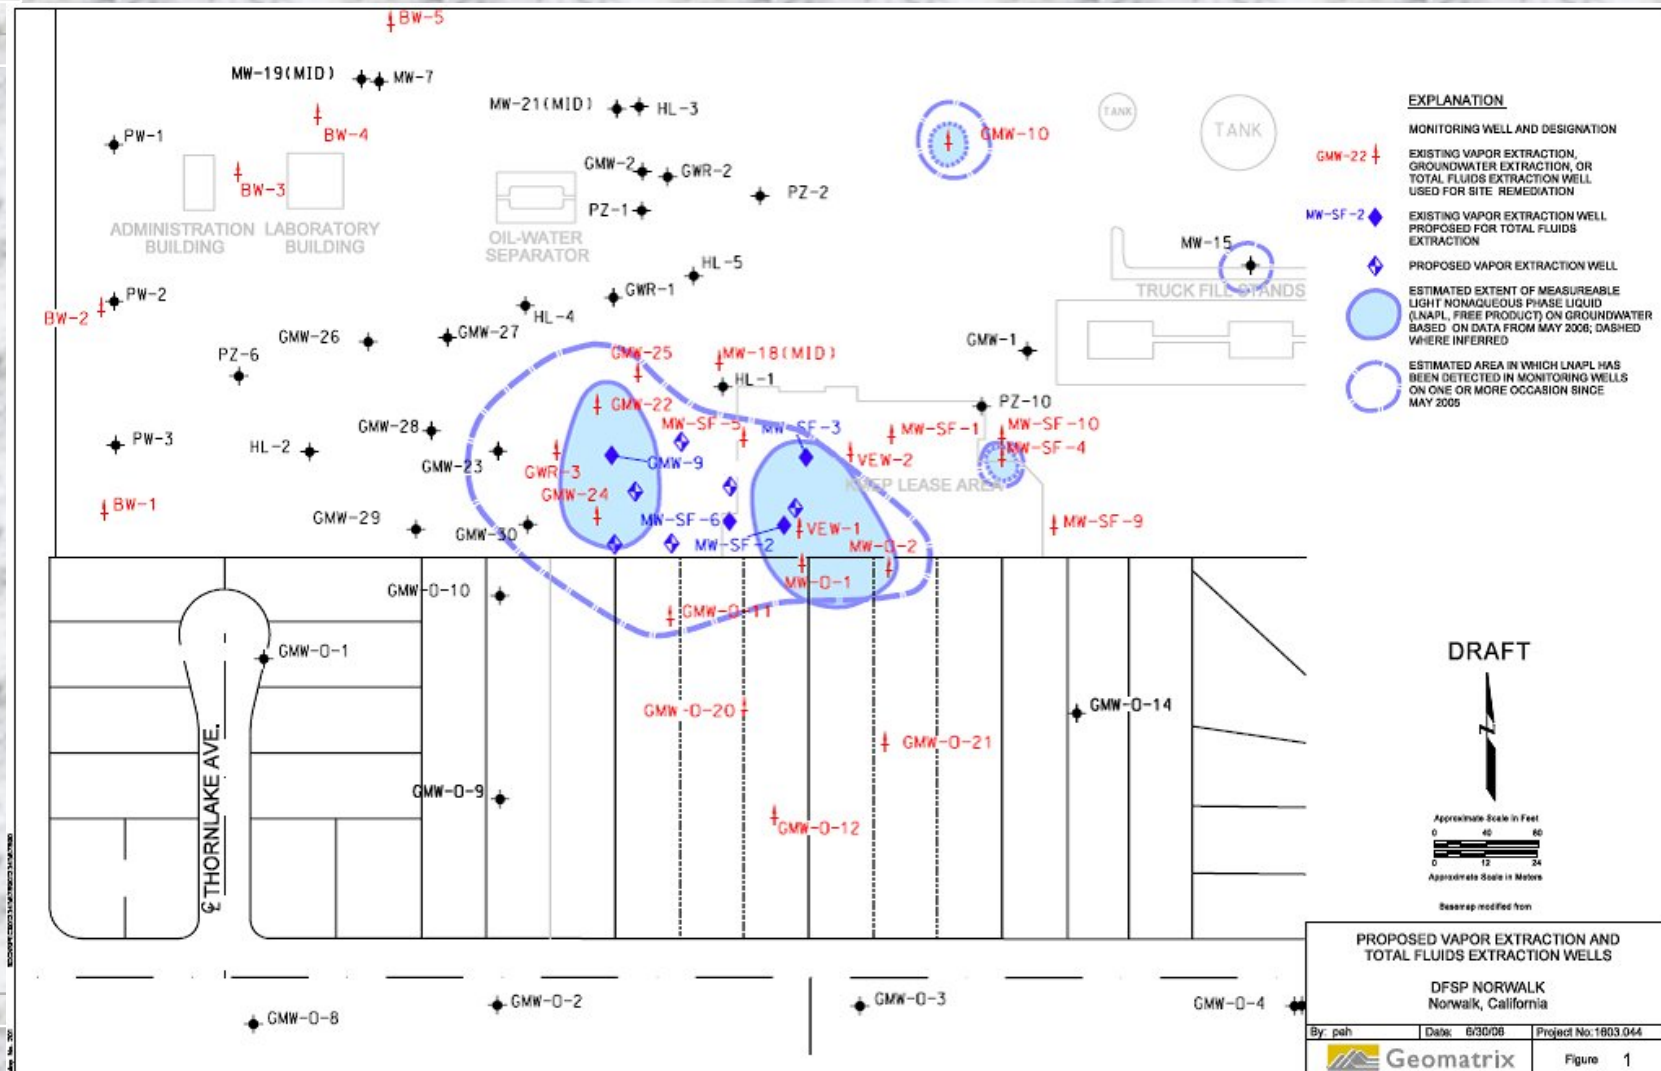 BW-5
MW-19(MID)
MW-7
MW-21(MID)
HL-3
PW-1
BW-4
GMW-10
TANK
TANK
GMW-2
GWR-2
BW-3
PZ-2
PZ-1
ADMINISTRATION
BUILDING
LABORATORY
BUILDING
OIL-WATER
SEPARATOR
MW-15
HL-5
TRUCK FILL STANDS
PW-2
BW-2
GWR-1
HL-4
GMW-26
GMW-27
GMW-1
PZ-6
GMW-25
MW-18(MID)
HL-1
GMW-22
PZ-10
PW-3
HL-2
GMW-28
MW-SF-5
MW-SF-3
MW-SF-1
MW-SF-10
MW-SF-4
GMW-23
GWR-3
GMW-9
VEW-2
GMW-24
KMEP LEASE AREA
BW-1
GMW-29
GMW-30
MW-SF-6
MW-SF-2
VEW-1
MW-SF-9
MW-O-2
MW-O-1
GMW-O-10
GMW-O-11
GMW-O-1
GMW-O-20
GMW-O-14
GMW-O-21
THORNLAKE AVE.
GMW-O-9
GMW-O-12
GMW-O-8
GMW-O-2
GMW-O-3
GMW-O-4
EXPLANATION
MONITORING WELL AND DESIGNATION
GMW-22
EXISTING VAPOR EXTRACTION,
GROUNDWATER EXTRACTION, OR
TOTAL FLUIDS EXTRACTION WELL
USED FOR SITE REMEDIATION
MW-SF-2
EXISTING VAPOR EXTRACTION WELL
PROPOSED FOR TOTAL FLUIDS
EXTRACTION
PROPOSED VAPOR EXTRACTION WELL
ESTIMATED EXTENT OF MEASUREABLE
LIGHT NONAQUEOUS PHASE LIQUID
(LNAPL, FREE PRODUCT) ON GROUNDWATER
BASED ON DATA FROM MAY 2006; DASHED
WHERE INFERRED
ESTIMATED AREA IN WHICH LNAPL HAS
BEEN DETECTED IN MONITORING WELLS
ON ONE OR MORE OCCASION SINCE
MAY 2005
DRAFT
Z
Approximate Scale in Feet
0 40 80
0 12 24
Approximate Scale in Meters
Basemap modified from
PROPOSED VAPOR EXTRACTION AND
TOTAL FLUIDS EXTRACTION WELLS
DFSP NORWALK
Norwalk, California
By: pah
Date: 6/30/06
Project No: 1603.044
Geomatrix
Figure 1